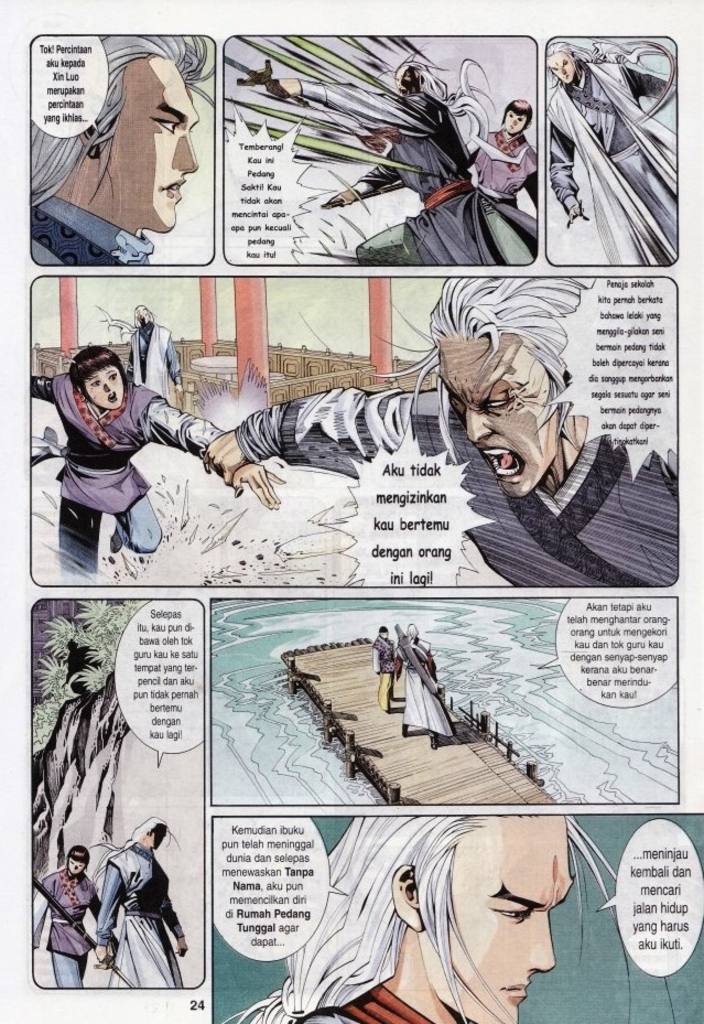 Tok! Percintaan
aku kepada
Xin Luo
merupakan
percintaan
yang ikhlas...
Temberang!
Kau ini
Pedang
Sakti! Kau
tidak akan
mencintai apa-
apa pun kecuali
pedang
kau itu!
Penaja sekolah
kita pernah berkata
bahawa lelaki yang
menggila-gilakan seni
bermain pedang tidak
boleh dipercayai kerana
dia sanggup mengorbankan
segala sesuatu agar seni
bermain pedangnya
akan dapat diper-
tingkatkan!
Aku tidak
mengizinkan
kau bertemu
dengan orang
ini lagi!
Selepas
itu, kau pun di-
bawa oleh tok
guru kau ke satu
tempat yang ter-
pencil dan aku
pun tidak pernah
bertemu
dengan
kau lagi!
Akan tetapi aku
telah menghantar orang-
orang untuk mengekori
kau dan tok guru kau
dengan senyap-senyap
kerana aku benar-
benar merindu-
kan kau!
Kemudian ibuku
pun telah meninggal
dunia dan selepas
menewaskan Tanpa
Nama, aku pun
memencilkan diri
di Rumah Pedang
Tunggal agar
dapat...
...meninjau
kembali dan
mencari
jalan hidup
yang harus
aku ikuti.
24